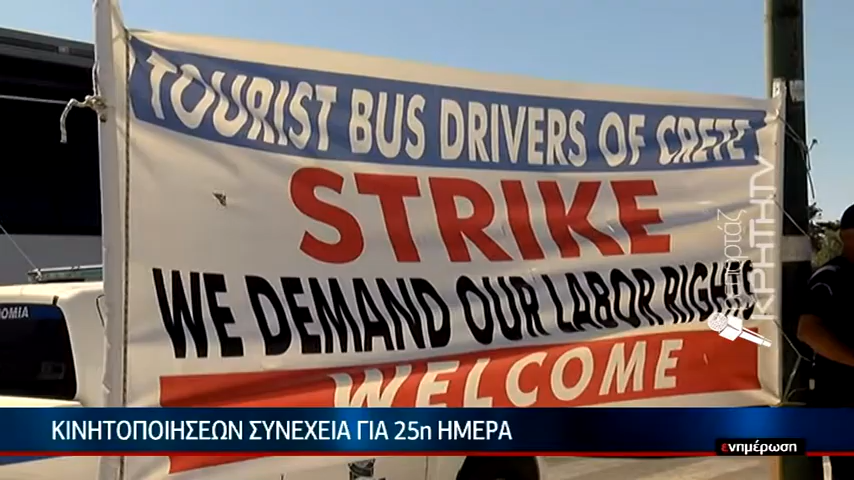 TOURIST BUS DRIVERS OF CRETE
STRIKE
WE DEMAND OUR LABOR RIGHTS
WELCOME
ρεπορτάζ
ΚΡΗΤΗ TV
ΚΙΝΗΤΟΠΟΙΗΣΕΩΝ ΣΥΝΕΧΕΙΑ ΓΙΑ 25η ΗΜΕΡΑ
ενημέρωση